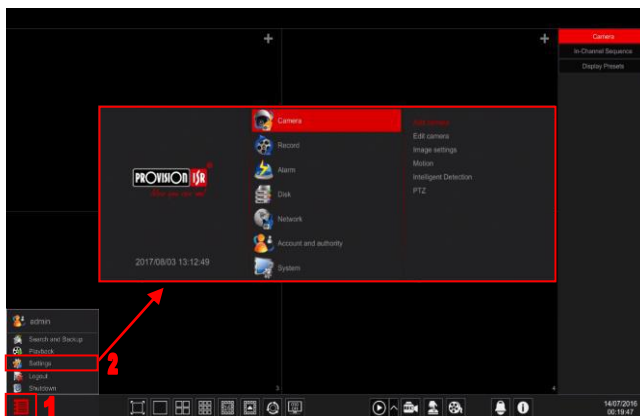 Camera
In-Channel Sequence
Display Presets
Camera
Record
Alarm
Disk
Network
Account and authority
System
Edit camera
Image settings
Motion
Intelligent Detection
PTZ
PROVISION ISR
2017/08/03 13:12:49
admin
Search and Backup
Playback
Settings
Logout
Shutdown
1
2
3
4
14/07/2016
00:19:47